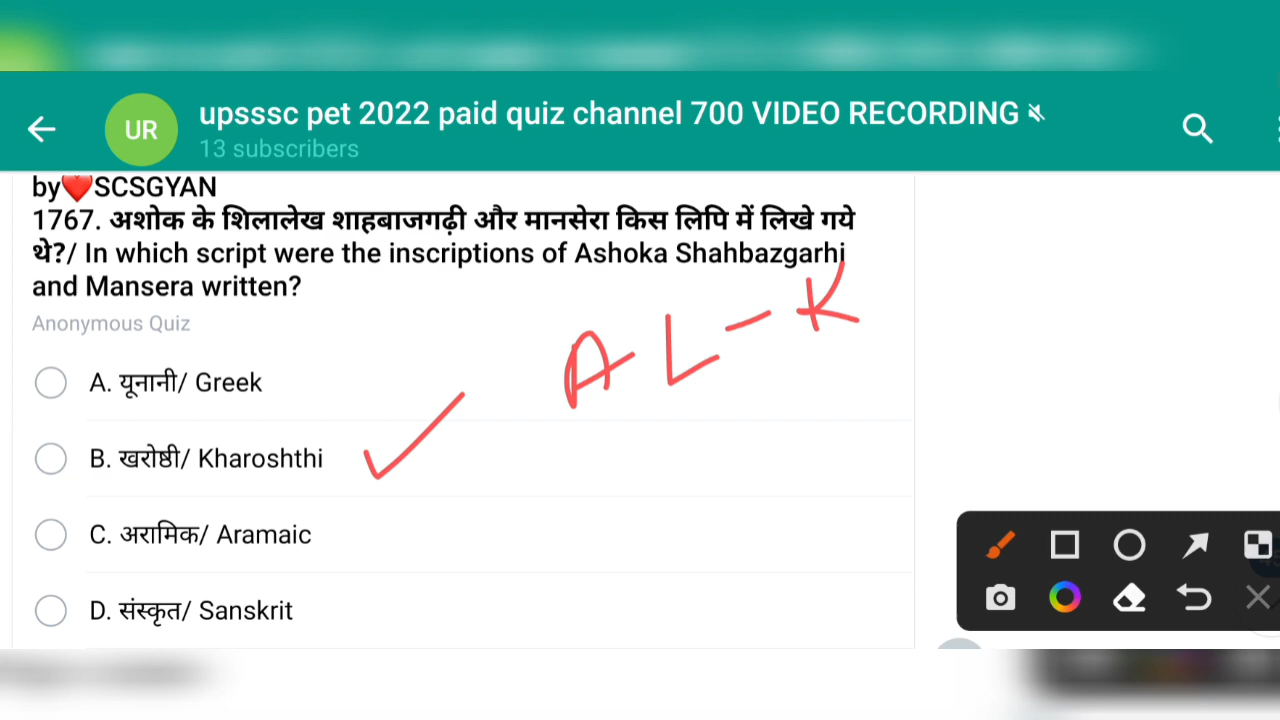 UR
upsssc pet 2022 paid quiz channel 700 VIDEO RECORDING
13 subscribers
by❤️SCSGYAN
1767. अशोक के शिलालेख शाहबाजगढ़ी और मानसेरा किस लिपि में लिखे गये
थे?/ In which script were the inscriptions of Ashoka Shahbazgarhi
and Mansera written?
Anonymous Quiz
A L - K
A. यूनानी/ Greek
B. खरोष्ठी/ Kharoshthi
C. अरामिक/ Aramaic
D. संस्कृत/ Sanskrit